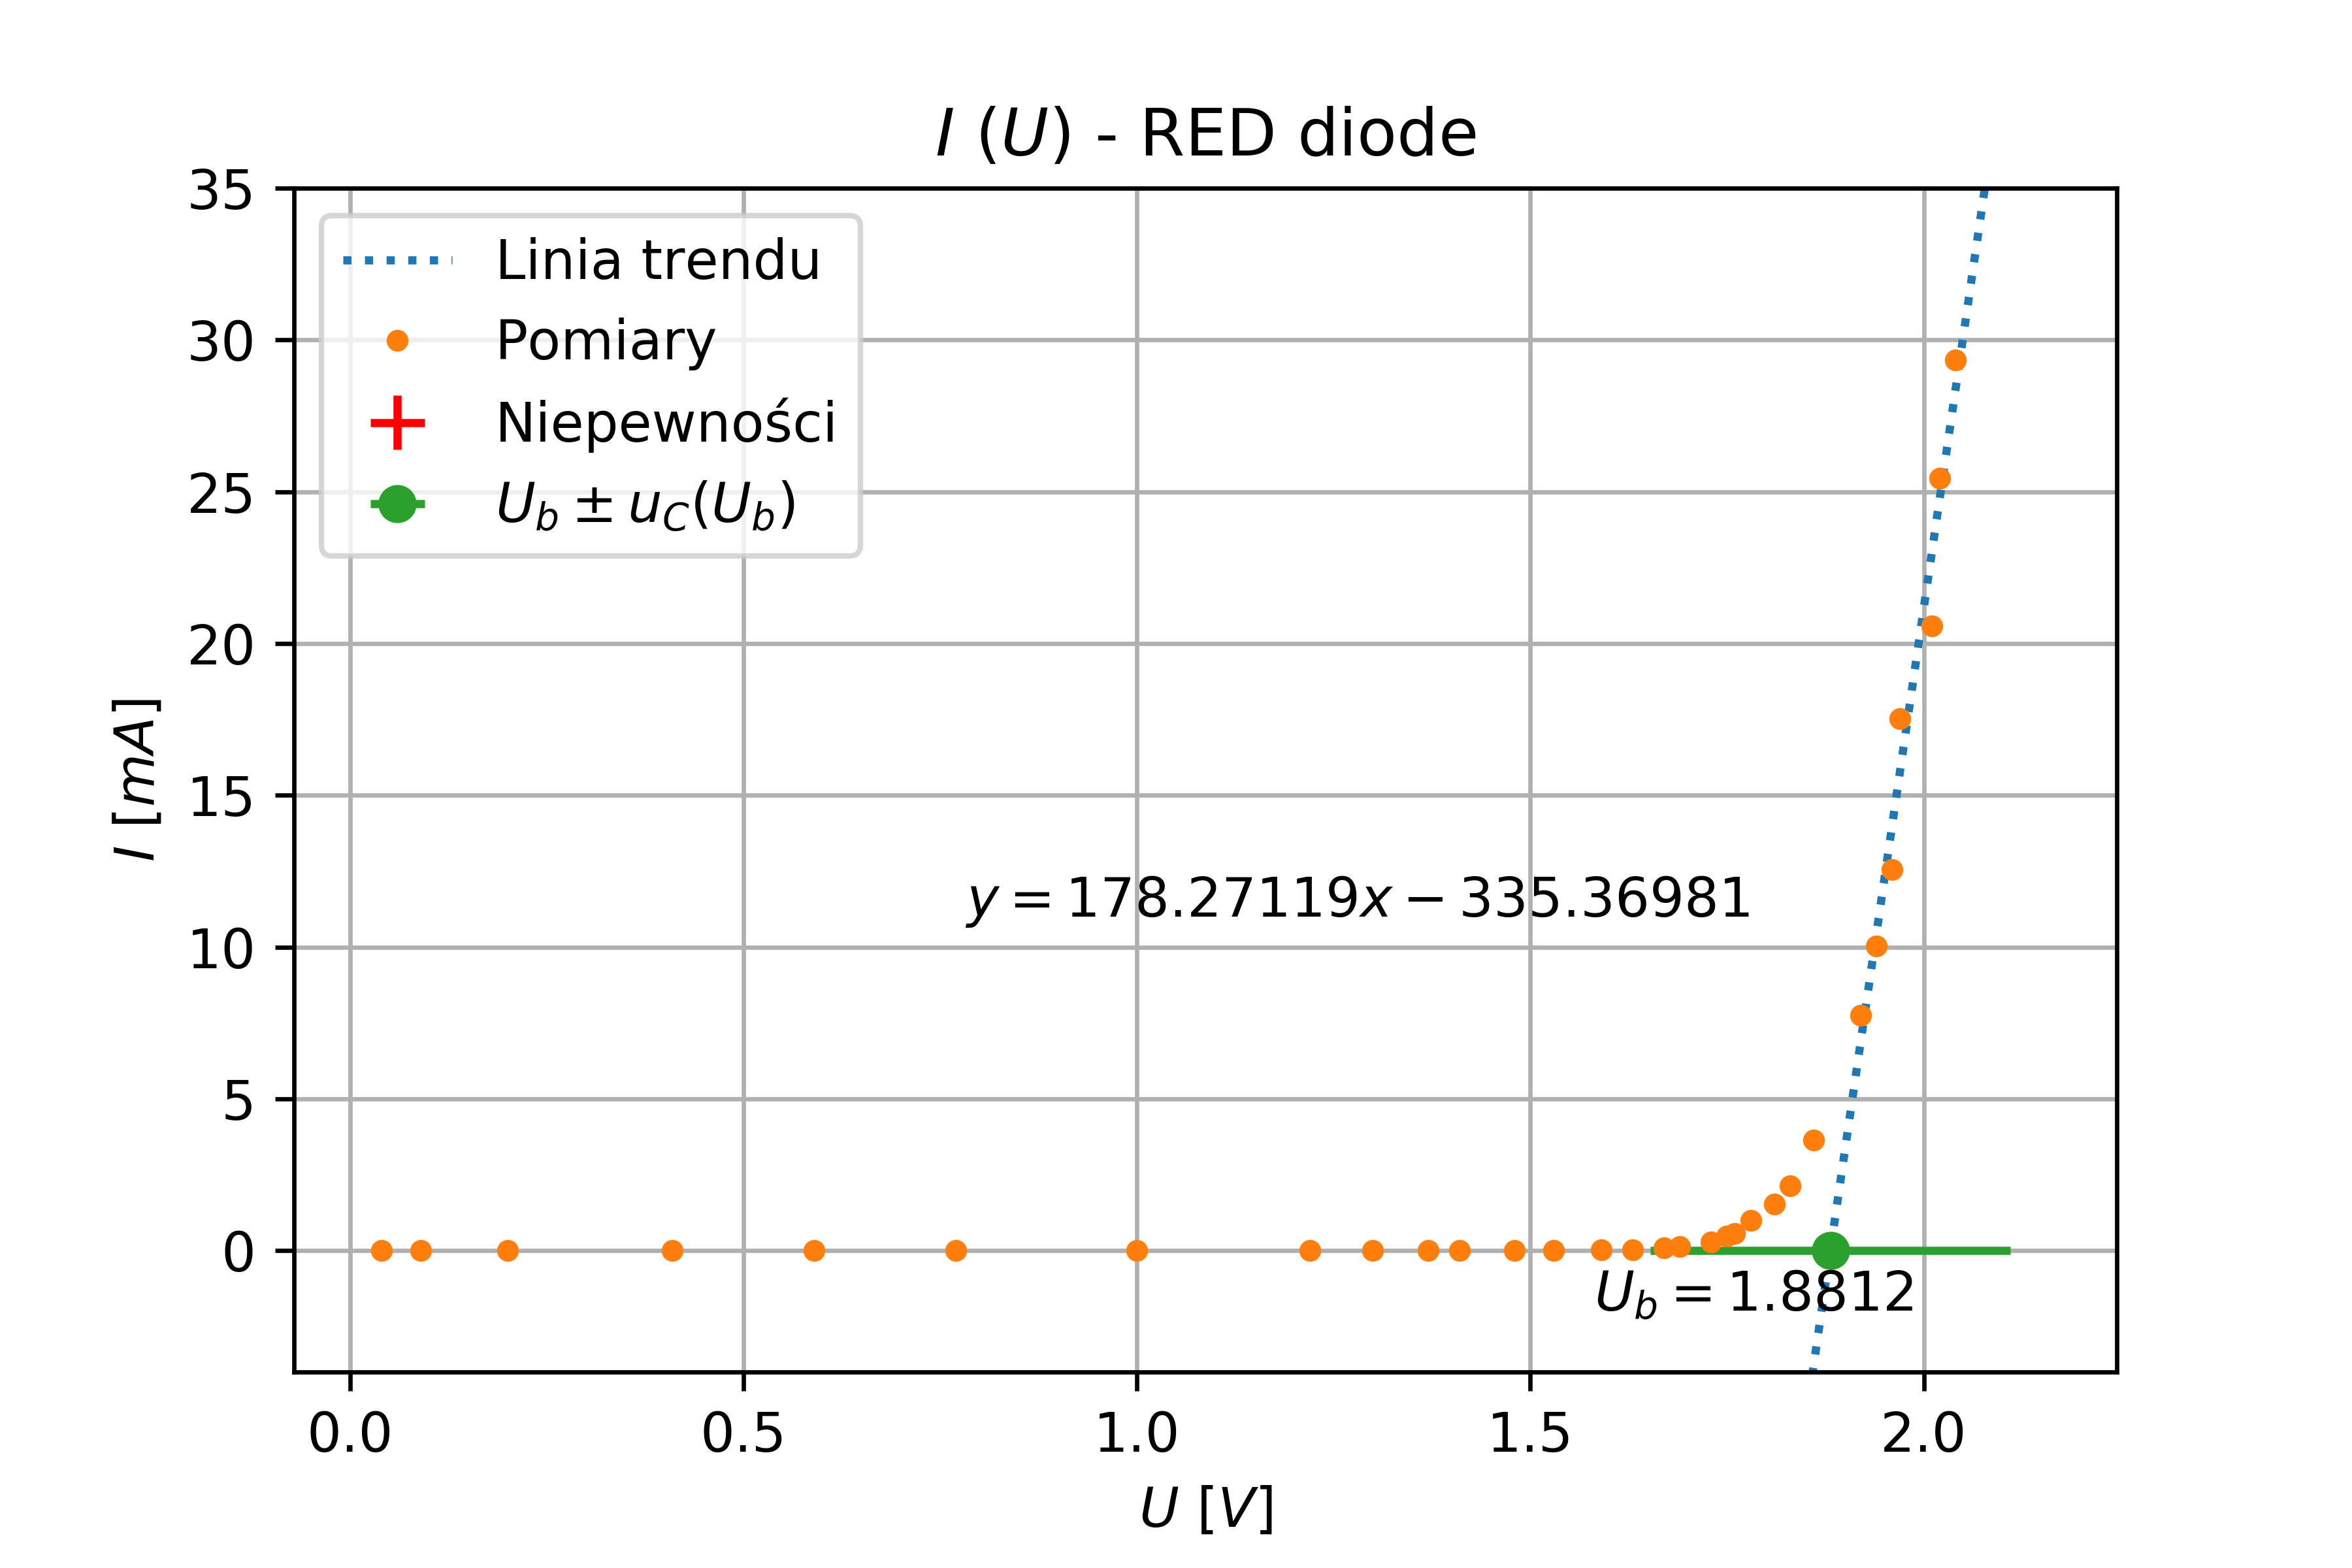 I (U) - RED diode
35
30
25
20
15
10
5
0
I [mA]
Linia trendu
Pomiary
Niepewności
U_b ± u_C(U_b)
y = 178.27119x − 335.36981
U_b = 1.8812
0.0 0.5 1.0 1.5 2.0
U [V]